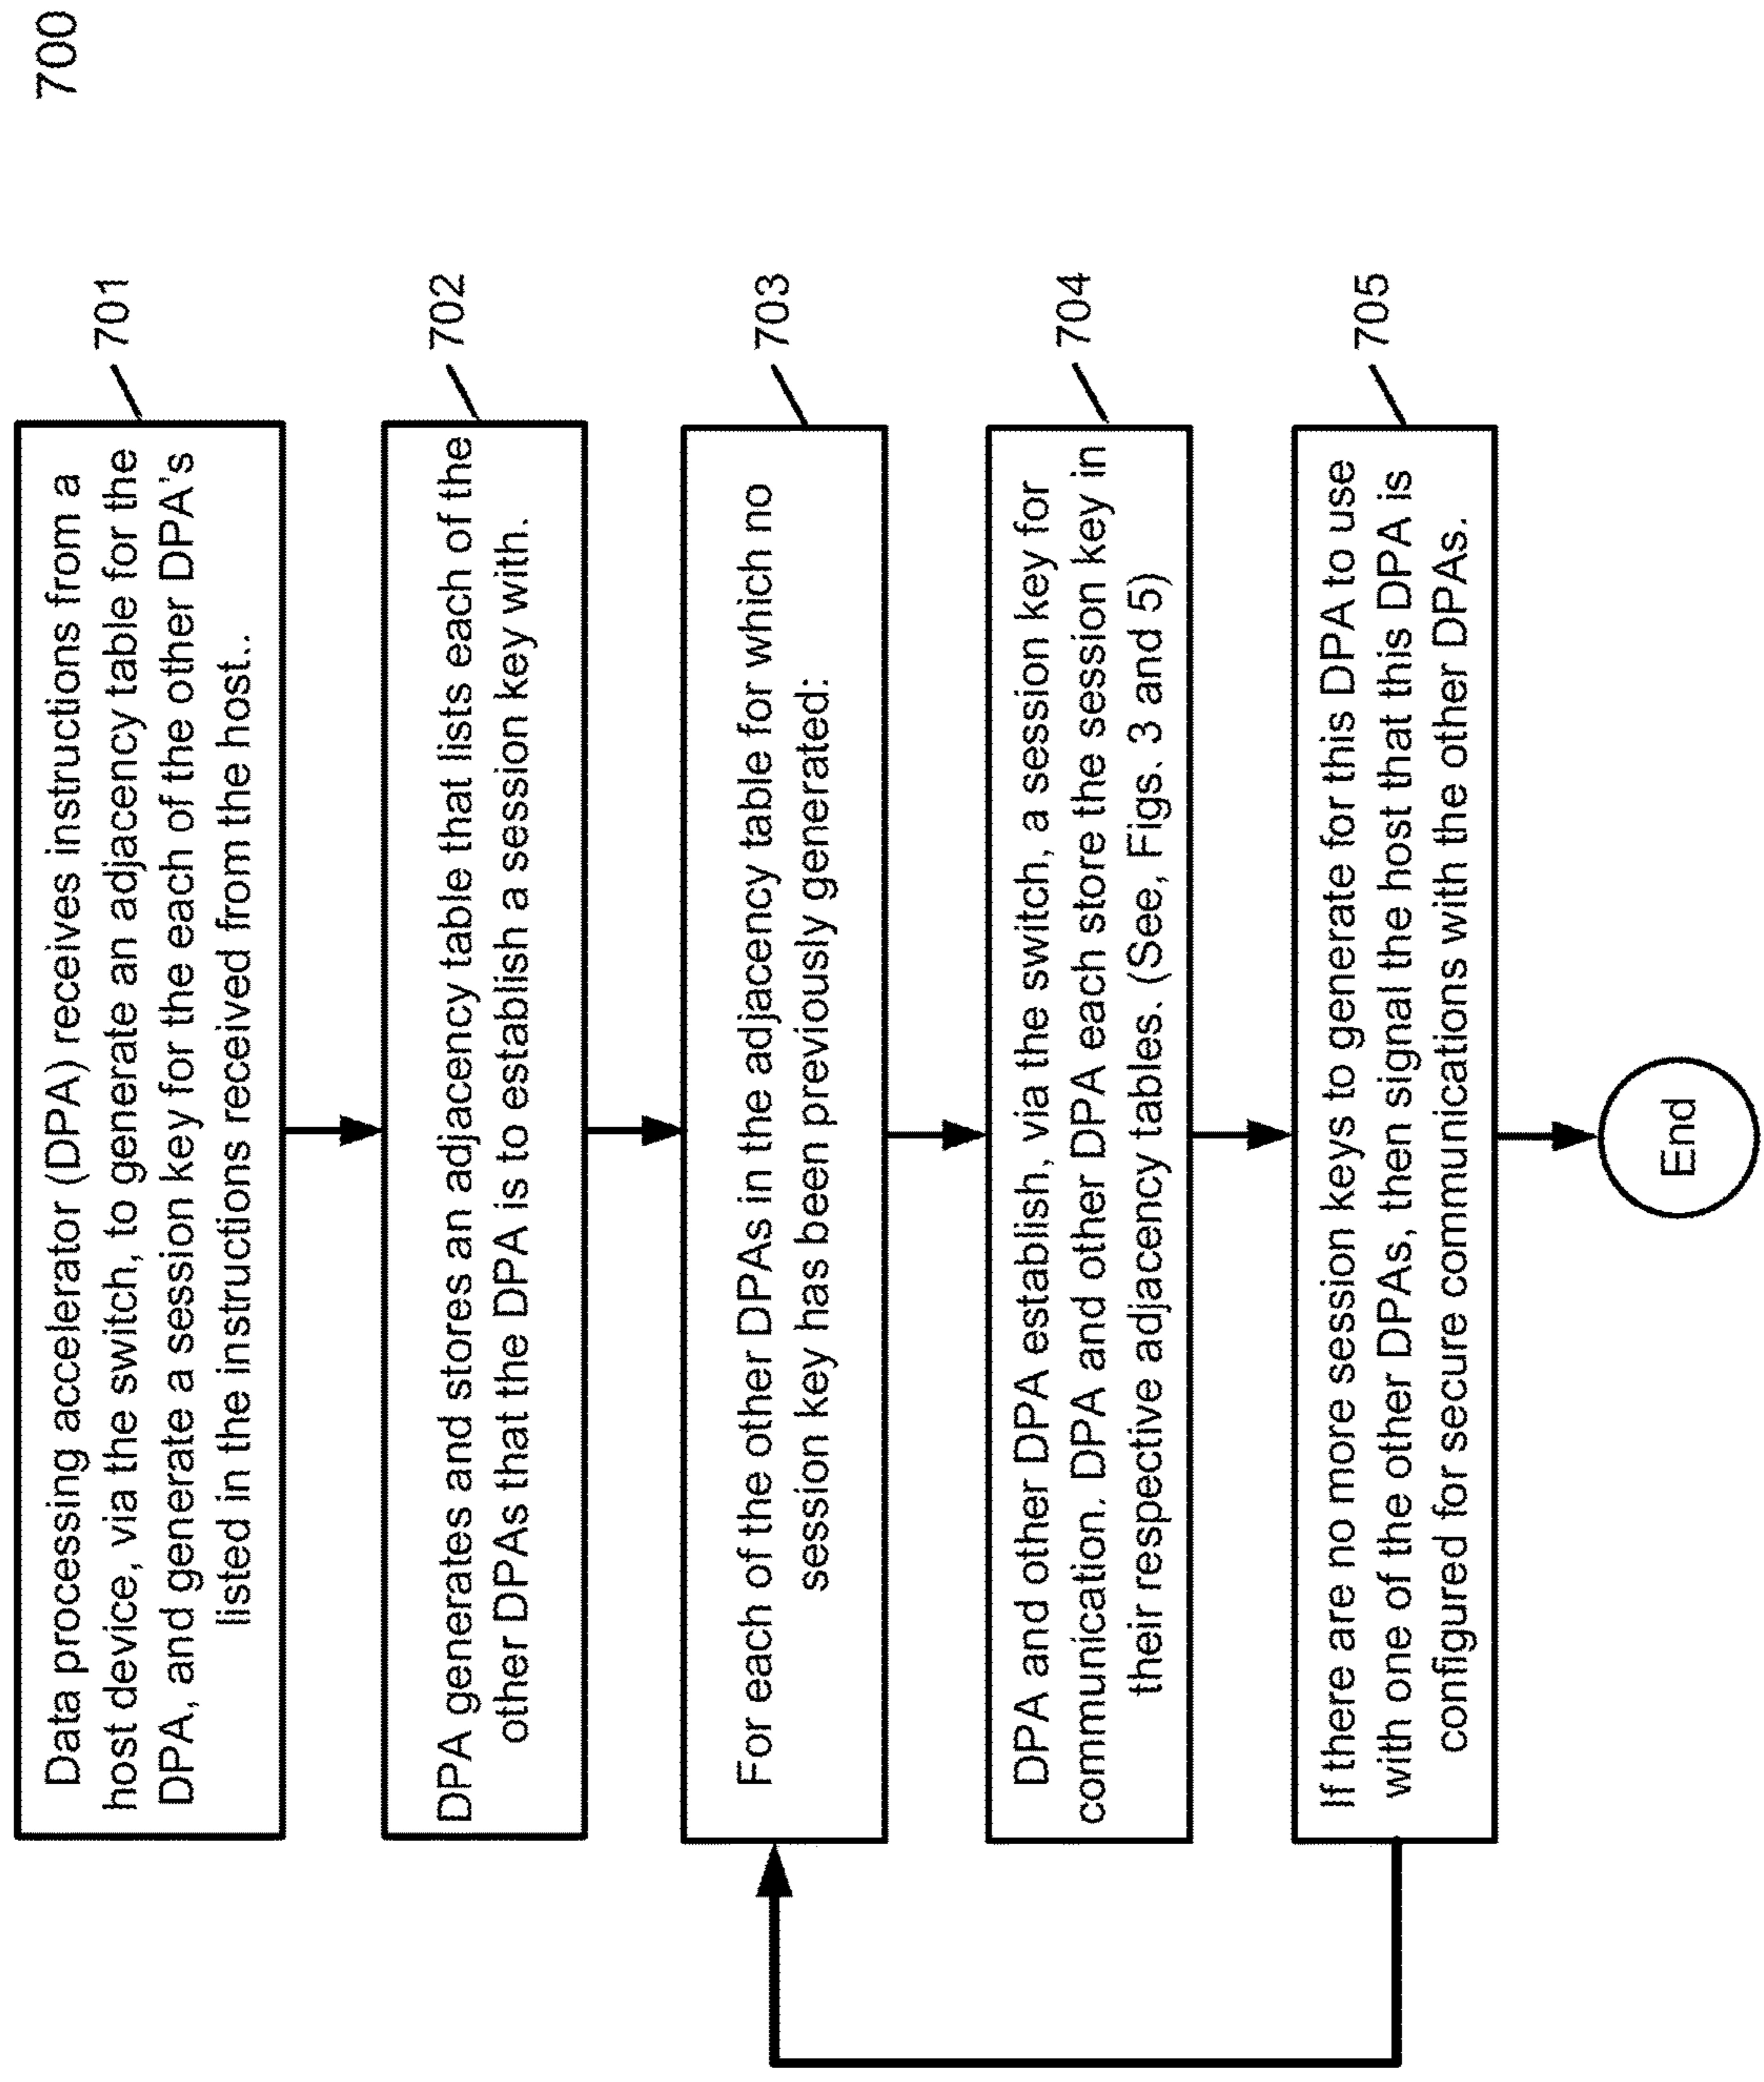 700
Data processing accelerator (DPA) receives instructions from a
host device, via the switch, to generate an adjacency table for the
DPA, and generate a session key for the each of the other DPA's
listed in the instructions received from the host..
701
DPA generates and stores an adjacency table that lists each of the
other DPAs that the DPA is to establish a session key with.
702
For each of the other DPAs in the adjacency table for which no
session key has been previously generated:
703
DPA and other DPA establish, via the switch, a session key for
communication. DPA and other DPA each store the session key in
their respective adjacency tables. (See, Figs. 3 and 5)
704
If there are no more session keys to generate for this DPA to use
with one of the other DPAs, then signal the host that this DPA is
configured for secure communications with the other DPAs.
705
End